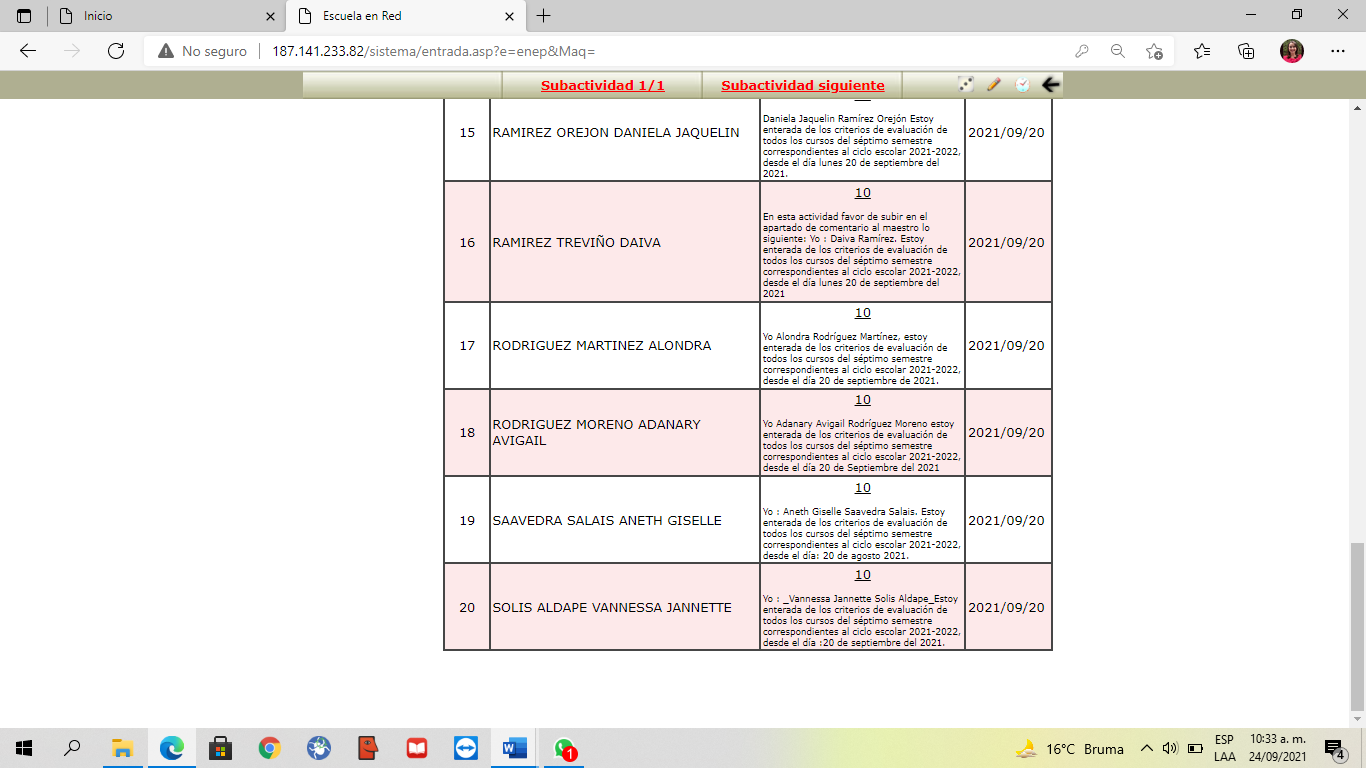 Inicio
Escuela en Red
No seguro
187.141.233.82/sistema/entrada.asp?e=enep&Maq=
Subactividad 1/1
Subactividad siguiente
15
RAMIREZ OREJON DANIELA JAQUELIN
Daniela Jaquelin Ramírez Orejón Estoy
enterada de los criterios de evaluación de
todos los cursos del séptimo semestre
correspondientes al ciclo escolar 2021-2022,
desde el día lunes 20 de septiembre del
2021.
2021/09/20
16
RAMIREZ TREVIÑO DAIVA
10
En esta actividad favor de subir en el
apartado de comentario al maestro lo
siguiente: Yo : Daiva Ramírez. Estoy
enterada de los criterios de evaluación de
todos los cursos del séptimo semestre
correspondientes al ciclo escolar 2021-2022,
desde el día lunes 20 de septiembre del
2021
2021/09/20
17
RODRIGUEZ MARTINEZ ALONDRA
10
Yo Alondra Rodríguez Martínez, estoy
enterada de los criterios de evaluación de
todos los cursos del séptimo semestre
correspondientes al ciclo escolar 2021-2022,
desde el día 20 de septiembre de 2021.
2021/09/20
18
RODRIGUEZ MORENO ADANARY
AVIGAIL
10
Yo Adanary Avigail Rodríguez Moreno estoy
enterada de los criterios de evaluación de
todos los cursos del séptimo semestre
correspondientes al ciclo escolar 2021-2022,
desde el día 20 de Septiembre del 2021
2021/09/20
19
SAAVEDRA SALAIS ANETH GISELLE
10
Yo : Aneth Giselle Saavedra Salais. Estoy
enterada de los criterios de evaluación de
todos los cursos del séptimo semestre
correspondientes al ciclo escolar 2021-2022,
desde el día: 20 de agosto 2021.
2021/09/20
20
SOLIS ALDAPE VANNESSA JANNETTE
10
Yo : _Vannessa Jannette Solis Aldape_Estoy
enterada de los criterios de evaluación de
todos los cursos del séptimo semestre
correspondientes al ciclo escolar 2021-2022,
desde el día :20 de septiembre del 2021.
2021/09/20
1
16°C Bruma
ESP
LAA
10:33 a. m.
24/09/2021
4